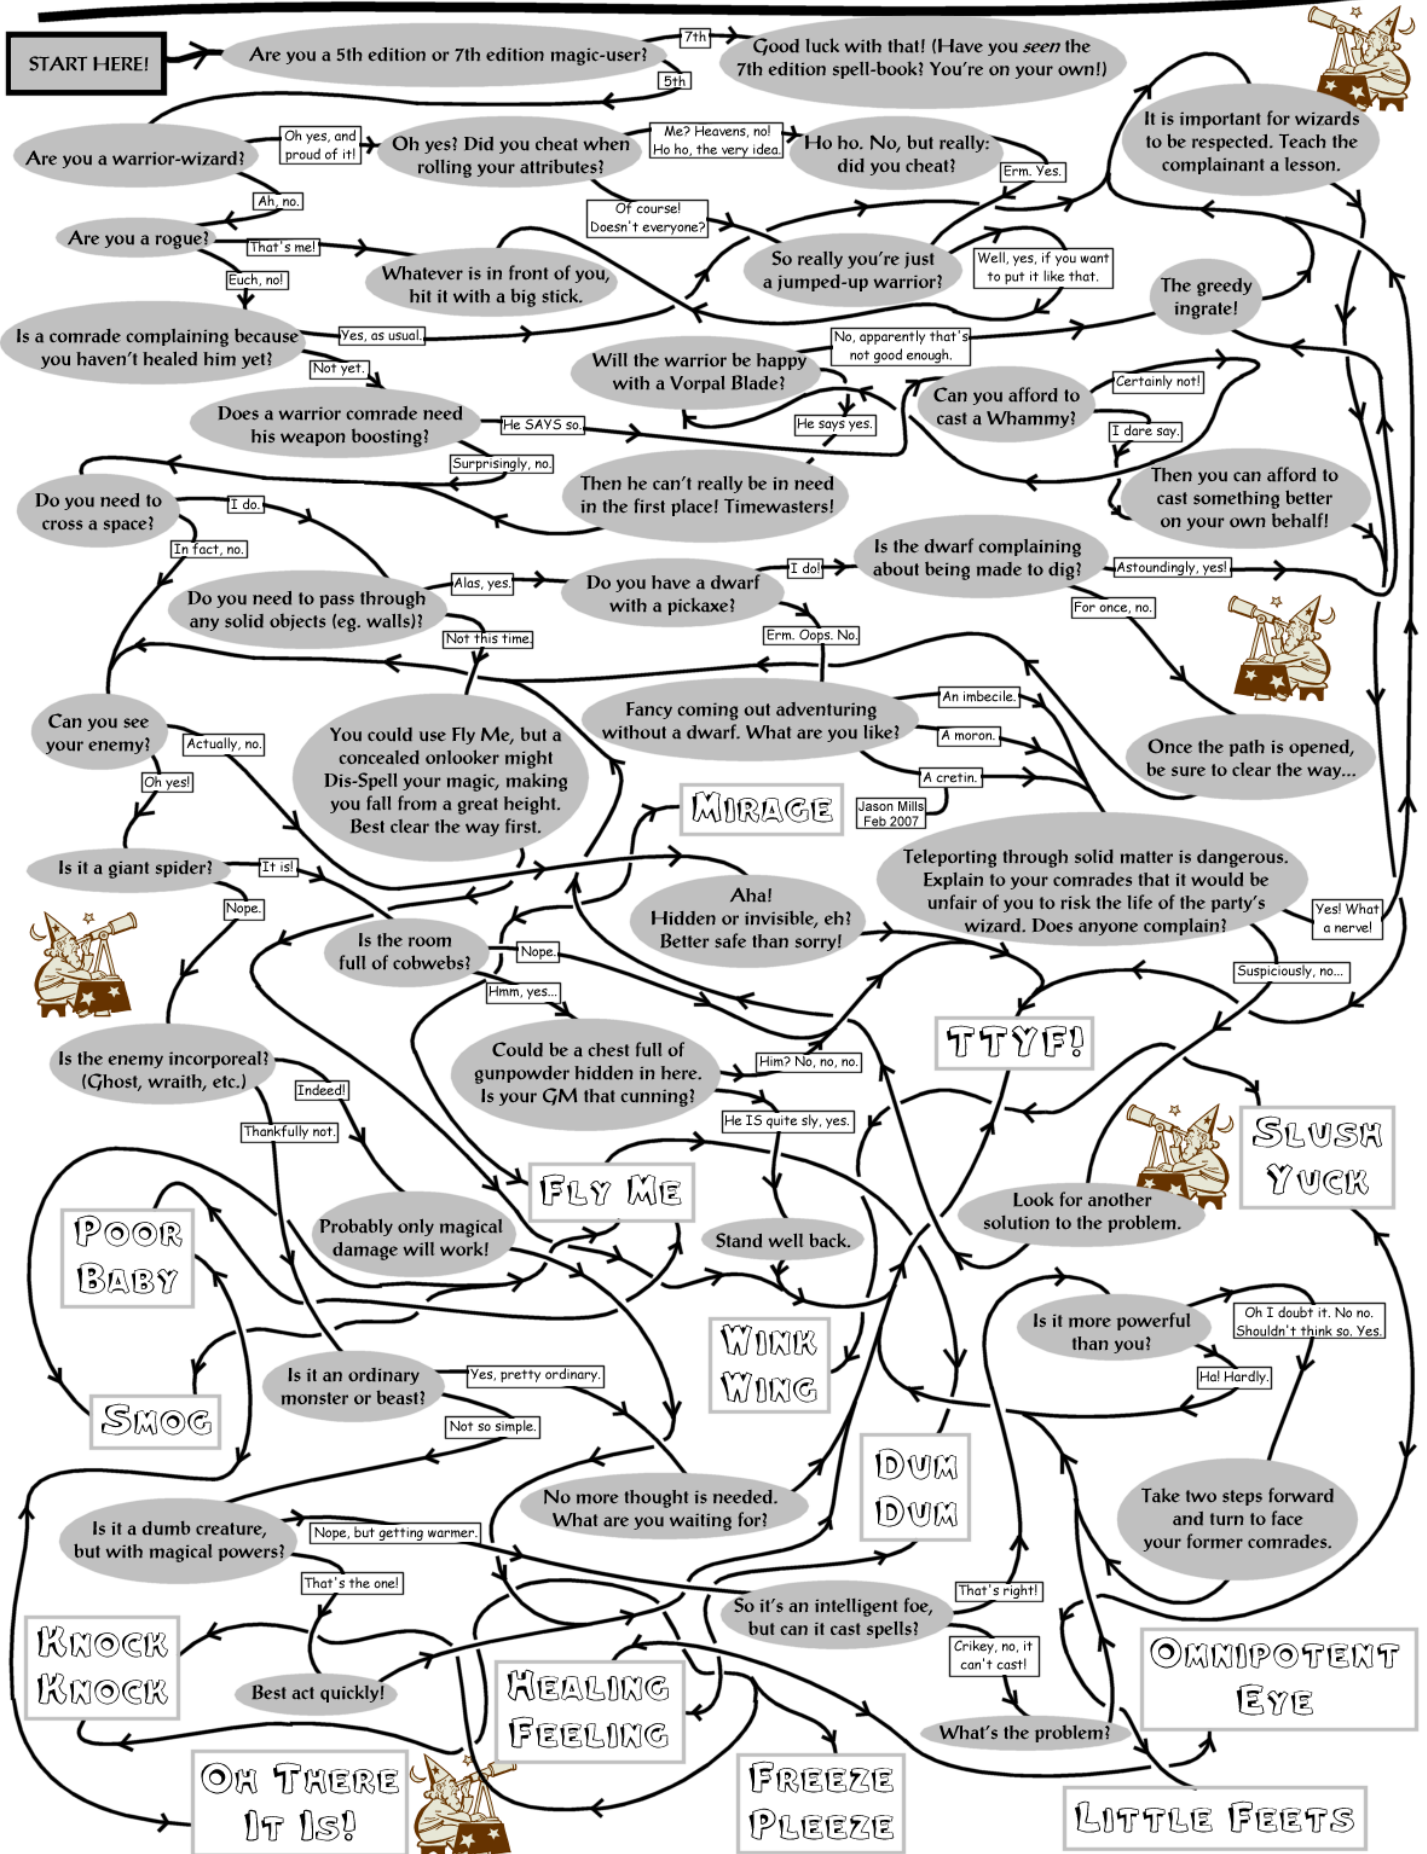 START HERE!
Are you a 5th edition or 7th edition magic-user?
7th
Good luck with that! (Have you seen the
7th edition spell-book? You're on your own!)
5th
It is important for wizards
to be respected. Teach the
complainant a lesson.
Are you a warrior-wizard?
Oh yes, and
proud of it!
Oh yes? Did you cheat when
rolling your attributes?
Me? Heavens, no!
Ho ho, the very idea.
Ho ho. No, but really:
did you cheat?
Erm. Yes.
Ah, no.
Of course!
Doesn't everyone?
Are you a rogue?
That's me!
Euch, no!
Whatever is in front of you,
hit it with a big stick.
So really you're just
a jumped-up warrior?
Well, yes, if you want
to put it like that.
The greedy
ingrate!
Is a comrade complaining because
you haven't healed him yet?
Yes, as usual.
Not yet.
Will the warrior be happy
with a Vorpal Blade?
No, apparently that's
not good enough.
He says yes.
Can you afford to
cast a Whammy?
Certainly not!
I dare say.
Does a warrior comrade need
his weapon boosting?
He SAYS so.
Surprisingly, no.
Then he can't really be in need
in the first place! Timewasters!
Then you can afford to
cast something better
on your own behalf!
Do you need to
cross a space?
I do.
In fact, no.
Do you need to pass through
any solid objects (eg. walls)?
Alas, yes.
Not this time.
Do you have a dwarf
with a pickaxe?
I do!
Erm. Oops. No.
Is the dwarf complaining
about being made to dig?
Astoundingly, yes!
For once, no.
Can you see
your enemy?
Actually, no.
Oh yes!
You could use Fly Me, but a
concealed onlooker might
Dis-Spell your magic, making
you fall from a great height.
Best clear the way first.
Fancy coming out adventuring
without a dwarf. What are you like?
An imbecile.
A moron.
A cretin.
Jason Mills
Feb 2007
Once the path is opened,
be sure to clear the way...
MIRAGE
Is it a giant spider?
It is!
Nope.
Aha!
Hidden or invisible, eh?
Better safe than sorry!
Teleporting through solid matter is dangerous.
Explain to your comrades that it would be
unfair of you to risk the life of the party's
wizard. Does anyone complain?
Yes! What
a nerve!
Suspiciously, no...
Is the room
full of cobwebs?
Nope.
Hmm, yes...
Could be a chest full of
gunpowder hidden in here.
Is your GM that cunning?
Him? No, no, no.
He IS quite sly, yes.
TTYF!
Is the enemy incorporeal?
(Ghost, wraith, etc.)
Indeed!
Thankfully not.
SLUSH
YUCK
FLY ME
Look for another
solution to the problem.
POOR
BABY
Probably only magical
damage will work!
Stand well back.
WINK
WING
Is it more powerful
than you?
Oh I doubt it. No no.
Shouldn't think so. Yes.
Ha! Hardly.
Is it an ordinary
monster or beast?
Yes, pretty ordinary.
Not so simple.
SMOG
DUM
DUM
No more thought is needed.
What are you waiting for?
Take two steps forward
and turn to face
your former comrades.
Is it a dumb creature,
but with magical powers?
Nope, but getting warmer.
That's the one!
So it's an intelligent foe,
but can it cast spells?
That's right!
Crikey, no, it
can't cast!
KNOCK
KNOCK
Best act quickly!
HEALING
FEELING
What's the problem?
OMNIPOTENT
EYE
OH THERE
IT IS!
FREEZE
PLEEZE
LITTLE FEETS